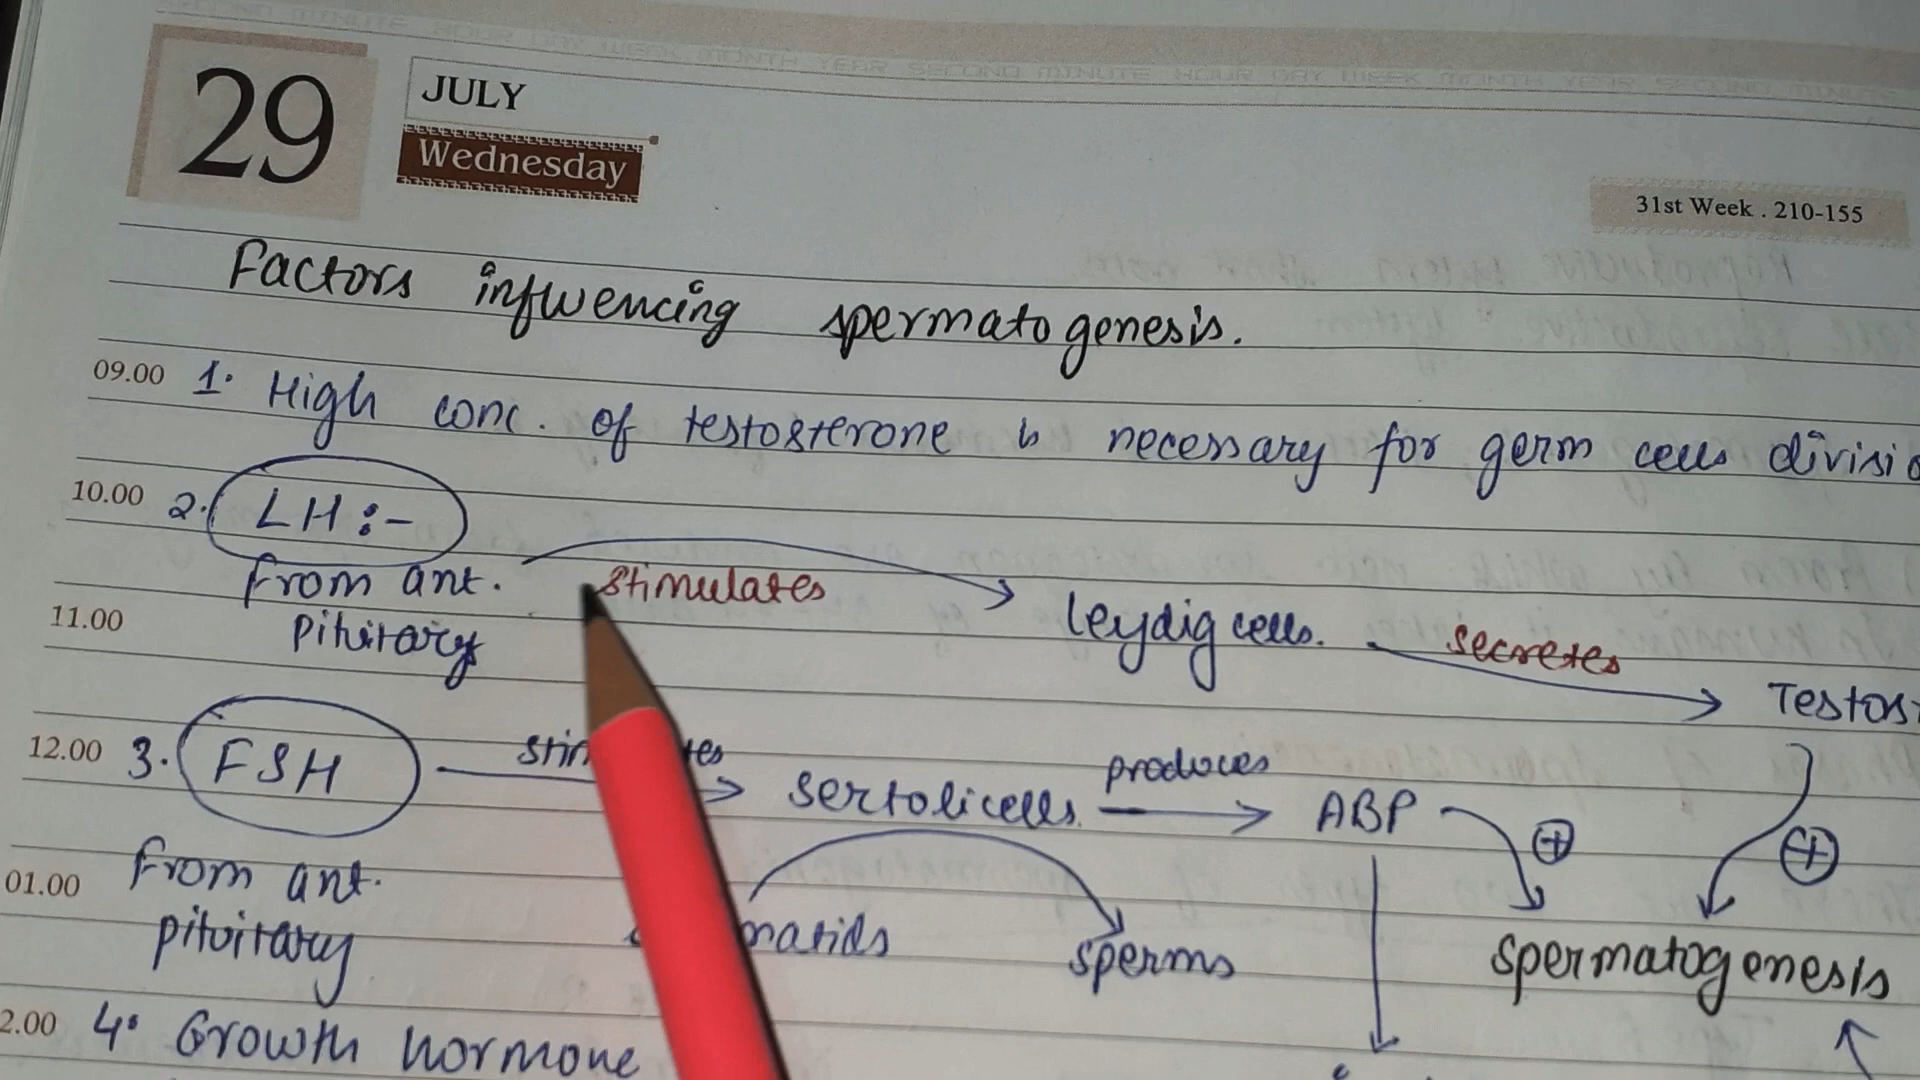 29
JULY
Wednesday
31st Week . 210-155
Factors influencing spermatogenesis.
09.00 1. High conc. of testosterone is necessary for germ cells divisio
10.00 2. LH :-
From ant. stimulates
11.00 pituitary Leydig cells. secretes Testos
12.00 3. FSH sertoli cells. produces ABP +
+
01.00 From ant.
pituitary sperms spermatogenesis
2.00 4. Growth hormone